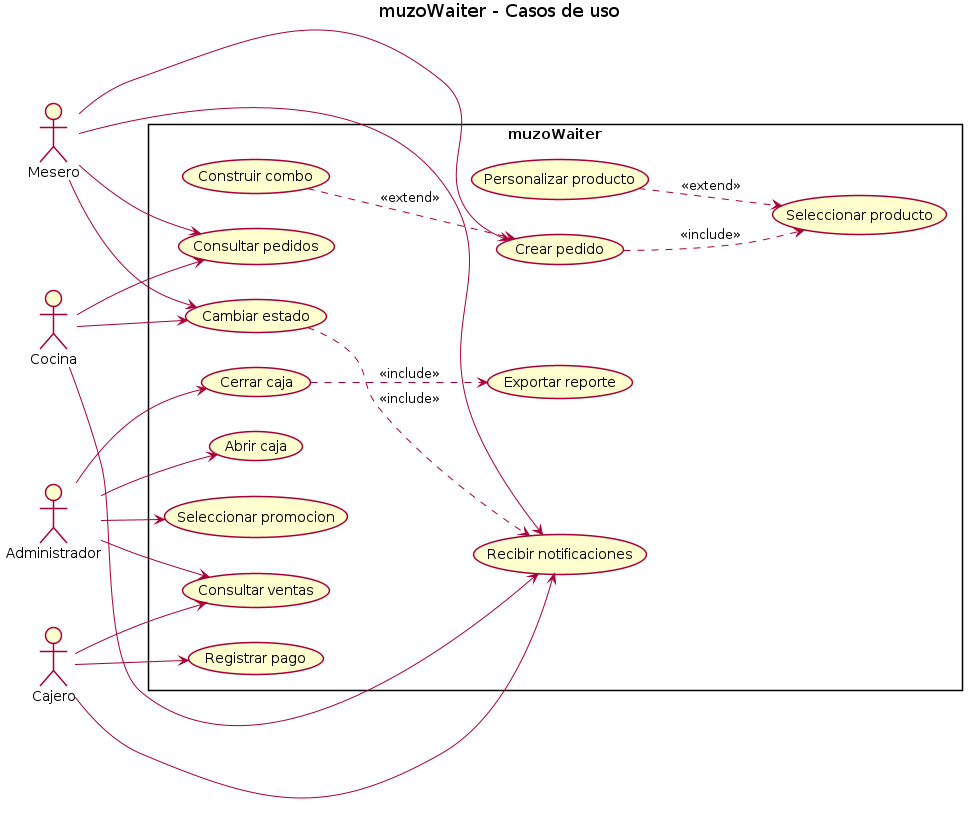 muzoWaiter - Casos de uso
muzoWaiter
Mesero
Construir combo
Personalizar producto
«extend»
«extend»
Seleccionar producto
Consultar pedidos
Crear pedido
«include»
Cocina
Cambiar estado
Cerrar caja
«include»
Exportar reporte
«include»
Abrir caja
Administrador
Seleccionar promocion
Recibir notificaciones
Consultar ventas
Cajero
Registrar pago